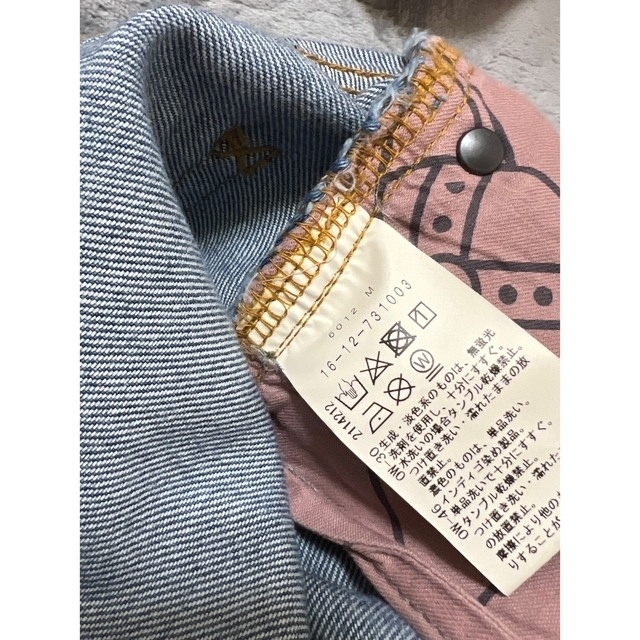 6012 M
16-12-731003
2114212
W
NO.30 生成・淡色系のものは、無蛍光
洗剤を使用し、十分にすすぐ。
水洗いの場合タンブル乾燥禁止。
つけ置き洗い・濡れたままの放
置禁止。
濃色のものは、単品洗い。
NO.40 インディゴ染め製品。
単品洗いで十分にすすぐ。
タンブル乾燥禁止。
つけ置き洗い・濡れた
の放置禁止。
摩擦により他のも
りすることが